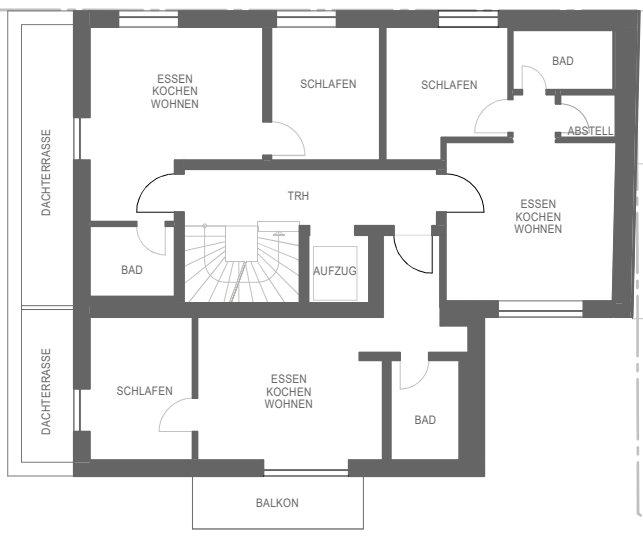 ESSEN
KOCHEN
WOHNEN
SCHLAFEN
SCHLAFEN
BAD
ABSTELL
DACHTERRASSE
TRH
ESSEN
KOCHEN
WOHNEN
BAD
AUFZUG
DACHTERRASSE
SCHLAFEN
ESSEN
KOCHEN
WOHNEN
BAD
BALKON